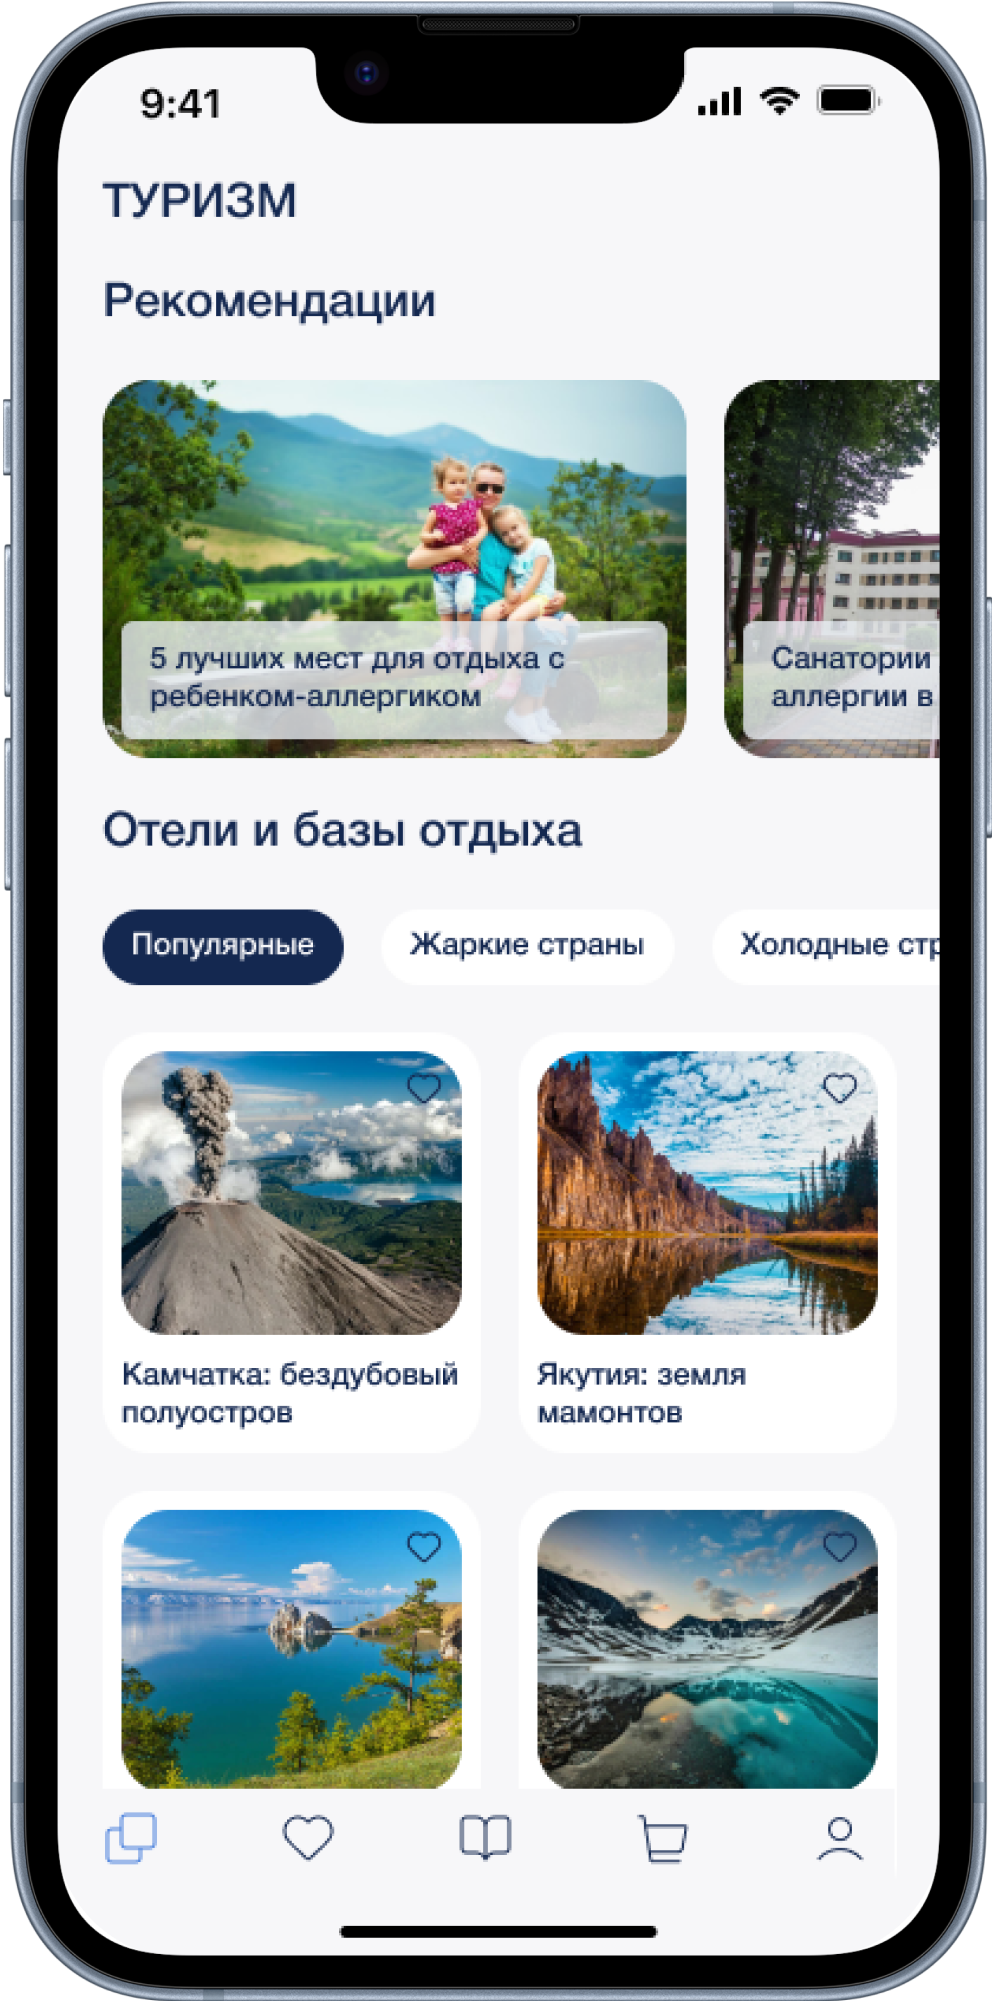 9:41
ТУРИЗМ
Рекомендации
5 лучших мест для отдыха с
ребенком-аллергиком
Санатории
аллергии в
Отели и базы отдыха
Популярные
Жаркие страны
Холодные стр
Камчатка: бездубовый
полуостров
Якутия: земля
мамонтов